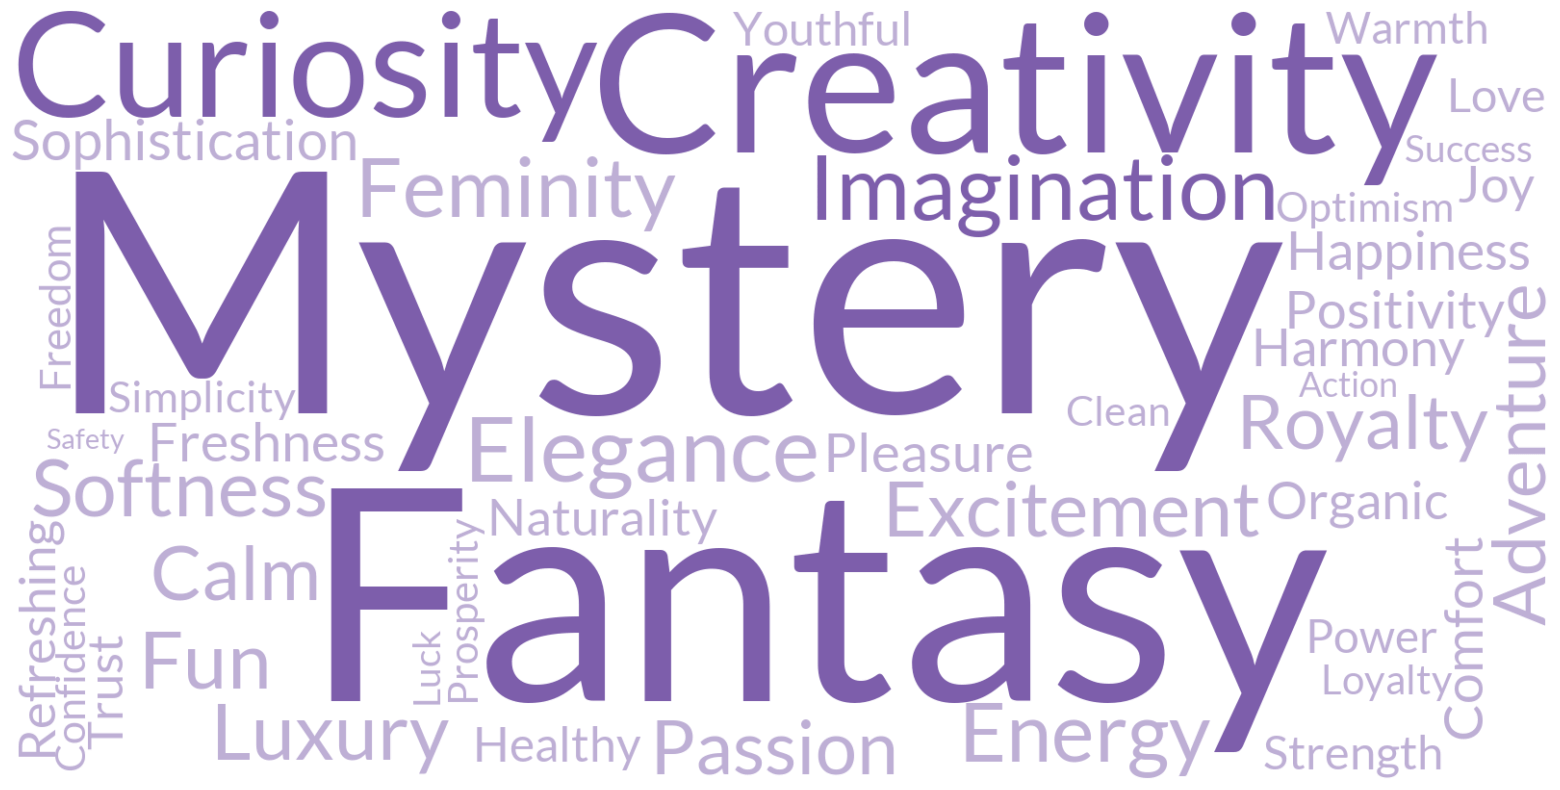 Curiosity
Creativity
Youthful
Warmth
Love
Sophistication
Feminity
Imagination
Success
Joy
Optimism
Mystery
Freedom
Happiness
Positivity
Harmony
Adventure
Simplicity
Action
Clean
Royalty
Safety
Freshness
Elegance
Pleasure
Softness
Naturality
Excitement
Organic
Fantasy
Refreshing
Confidence
Trust
Calm
Prosperity
Luck
Comfort
Fun
Power
Loyalty
Luxury
Healthy
Passion
Energy
Strength